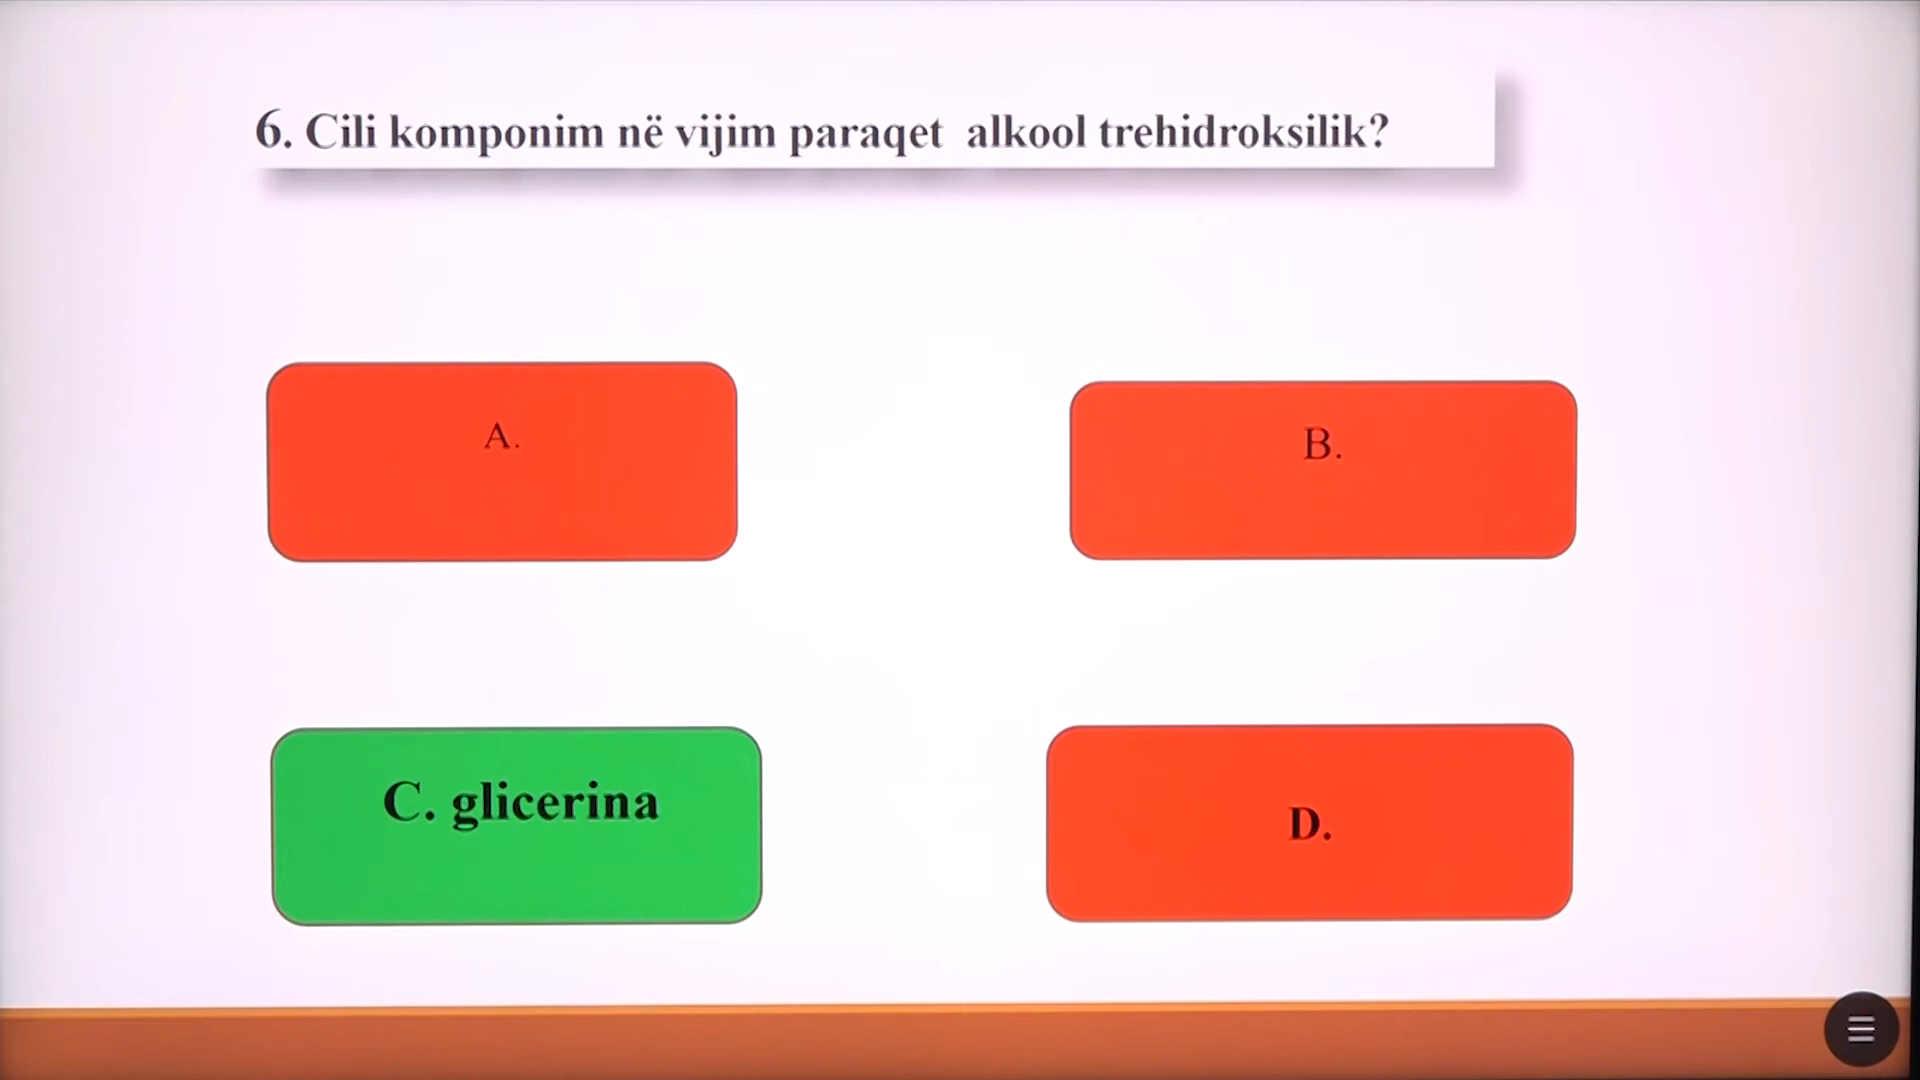 6. Cili komponim në vijim paraqet alkool trehidroksilik?
A.
B.
C. glicerina
D.